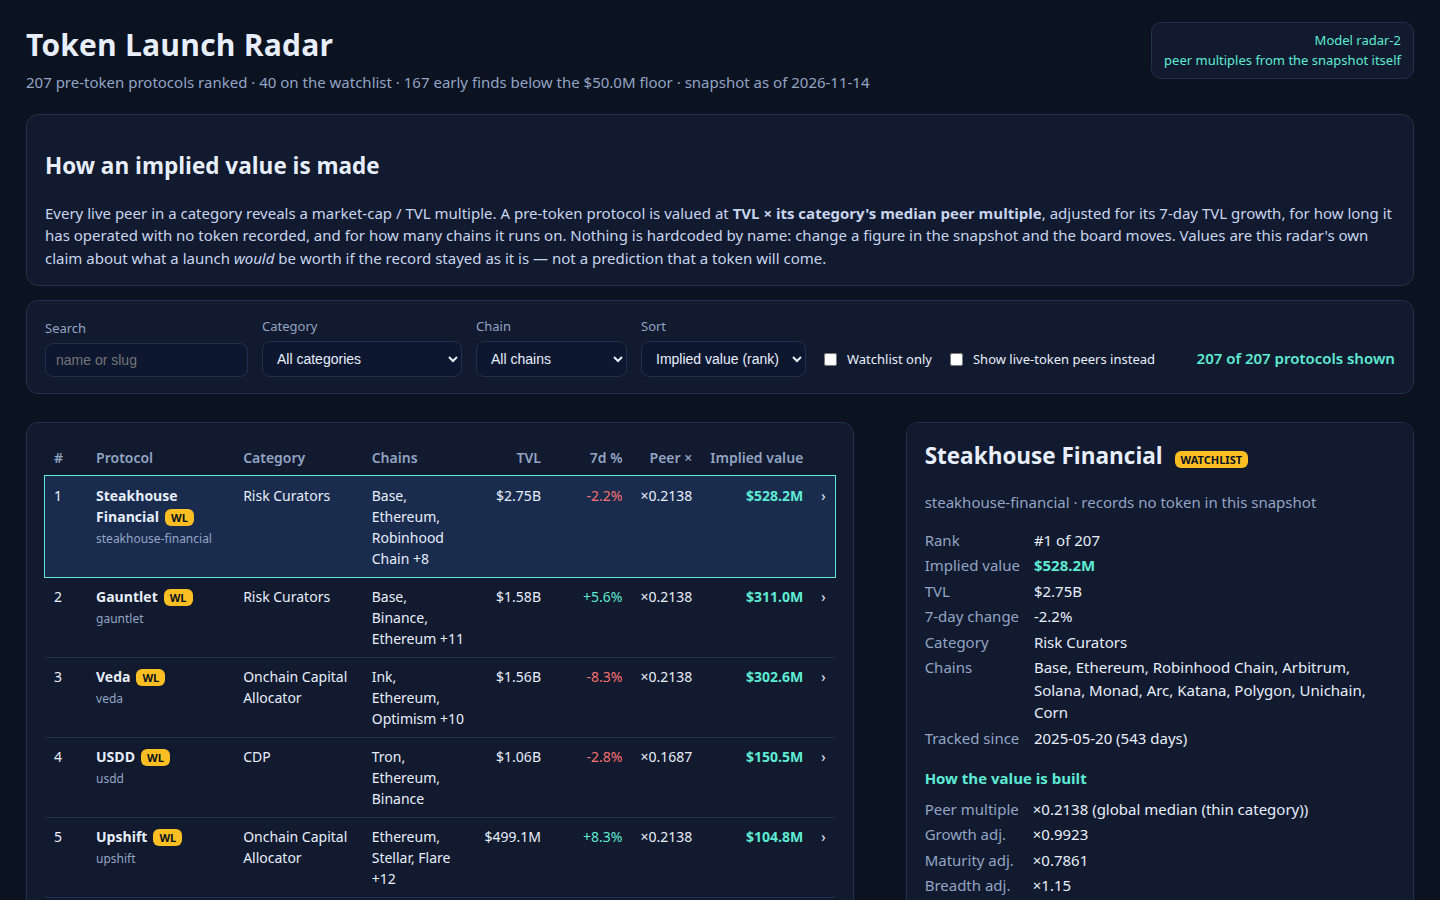 Token Launch Radar
207 pre-token protocols ranked · 40 on the watchlist · 167 early finds below the $50.0M floor · snapshot as of 2026-11-14
Model radar-2
peer multiples from the snapshot itself
How an implied value is made
Every live peer in a category reveals a market-cap / TVL multiple. A pre-token protocol is valued at TVL × its category's median peer multiple, adjusted for its 7-day TVL growth, for how long it
has operated with no token recorded, and for how many chains it runs on. Nothing is hardcoded by name: change a figure in the snapshot and the board moves. Values are this radar's own
claim about what a launch would be worth if the record stayed as it is — not a prediction that a token will come.
Search
Category
Chain
Sort
name or slug
All categories
All chains
Implied value (rank)
Watchlist only
Show live-token peers instead
207 of 207 protocols shown
# Protocol Category Chains TVL 7d % Peer × Implied value
1 Steakhouse Financial WL Risk Curators Base, Ethereum, Robinhood Chain +8 $2.75B -2.2% ×0.2138 $528.2M ›
steakhouse-financial
2 Gauntlet WL Risk Curators Base, Binance, Ethereum +11 $1.58B +5.6% ×0.2138 $311.0M ›
gauntlet
3 Veda WL Onchain Capital Allocator Ink, Ethereum, Optimism +10 $1.56B -8.3% ×0.2138 $302.6M ›
veda
4 USDD WL CDP Tron, Ethereum, Binance $1.06B -2.8% ×0.1687 $150.5M ›
usdd
5 Upshift WL Onchain Capital Allocator Ethereum, Stellar, Flare +12 $499.1M +8.3% ×0.2138 $104.8M ›
upshift
Steakhouse Financial WATCHLIST
steakhouse-financial · records no token in this snapshot
Rank #1 of 207
Implied value $528.2M
TVL $2.75B
7-day change -2.2%
Category Risk Curators
Chains Base, Ethereum, Robinhood Chain, Arbitrum,
Solana, Monad, Arc, Katana, Polygon, Unichain,
Corn
Tracked since 2025-05-20 (543 days)
How the value is built
Peer multiple ×0.2138 (global median (thin category))
Growth adj. ×0.9923
Maturity adj. ×0.7861
Breadth adj. ×1.15